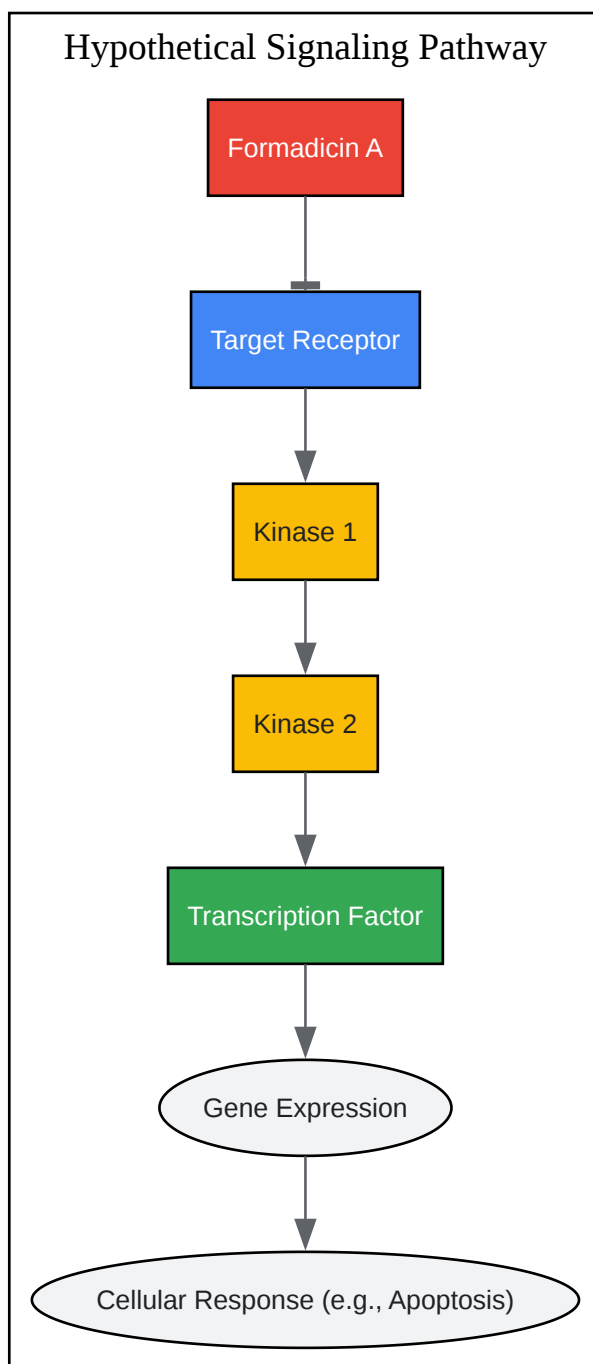 Hypothetical Signaling Pathway
Formadicin A
Target Receptor
Kinase 1
Kinase 2
Transcription Factor
Gene Expression
Cellular Response (e.g., Apoptosis)